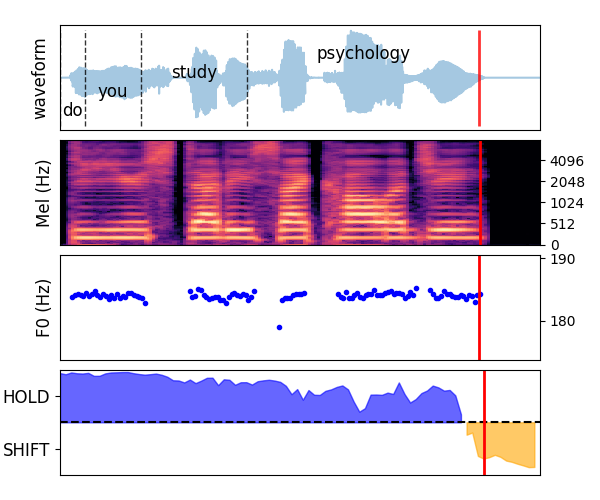 waveform
do
you
study
psychology
Mel (Hz)
4096
2048
1024
512
0
F0 (Hz)
190
180
HOLD
SHIFT